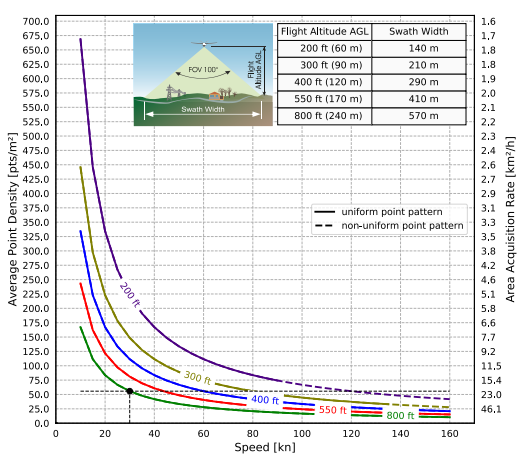 700.0
675.0
650.0
625.0
600.0
575.0
550.0
525.0
500.0
475.0
450.0
425.0
400.0
375.0
350.0
325.0
300.0
275.0
250.0
225.0
200.0
175.0
150.0
125.0
100.0
75.0
50.0
25.0
0.0
Average Point Density [pts/m²]
FOV 100°
Flight
Altitude AGL
Swath Width
Flight Altitude AGL Swath Width
200 ft (60 m) 140 m
300 ft (90 m) 210 m
400 ft (120 m) 290 m
550 ft (170 m) 410 m
800 ft (240 m) 570 m
uniform point pattern
non-uniform point pattern
200 ft
300 ft
400 ft
550 ft
800 ft
0 20 40 60 80 100 120 140 160
Speed [kn]
1.6
1.7
1.8
1.8
1.9
2.0
2.1
2.2
2.3
2.4
2.6
2.7
2.9
3.1
3.3
3,5
3.8
4.2
4.6
5.1
5.8
6.6
7.7
9.2
11.5
15.4
23.0
46.1
Area Acquisition Rate [km²/h]